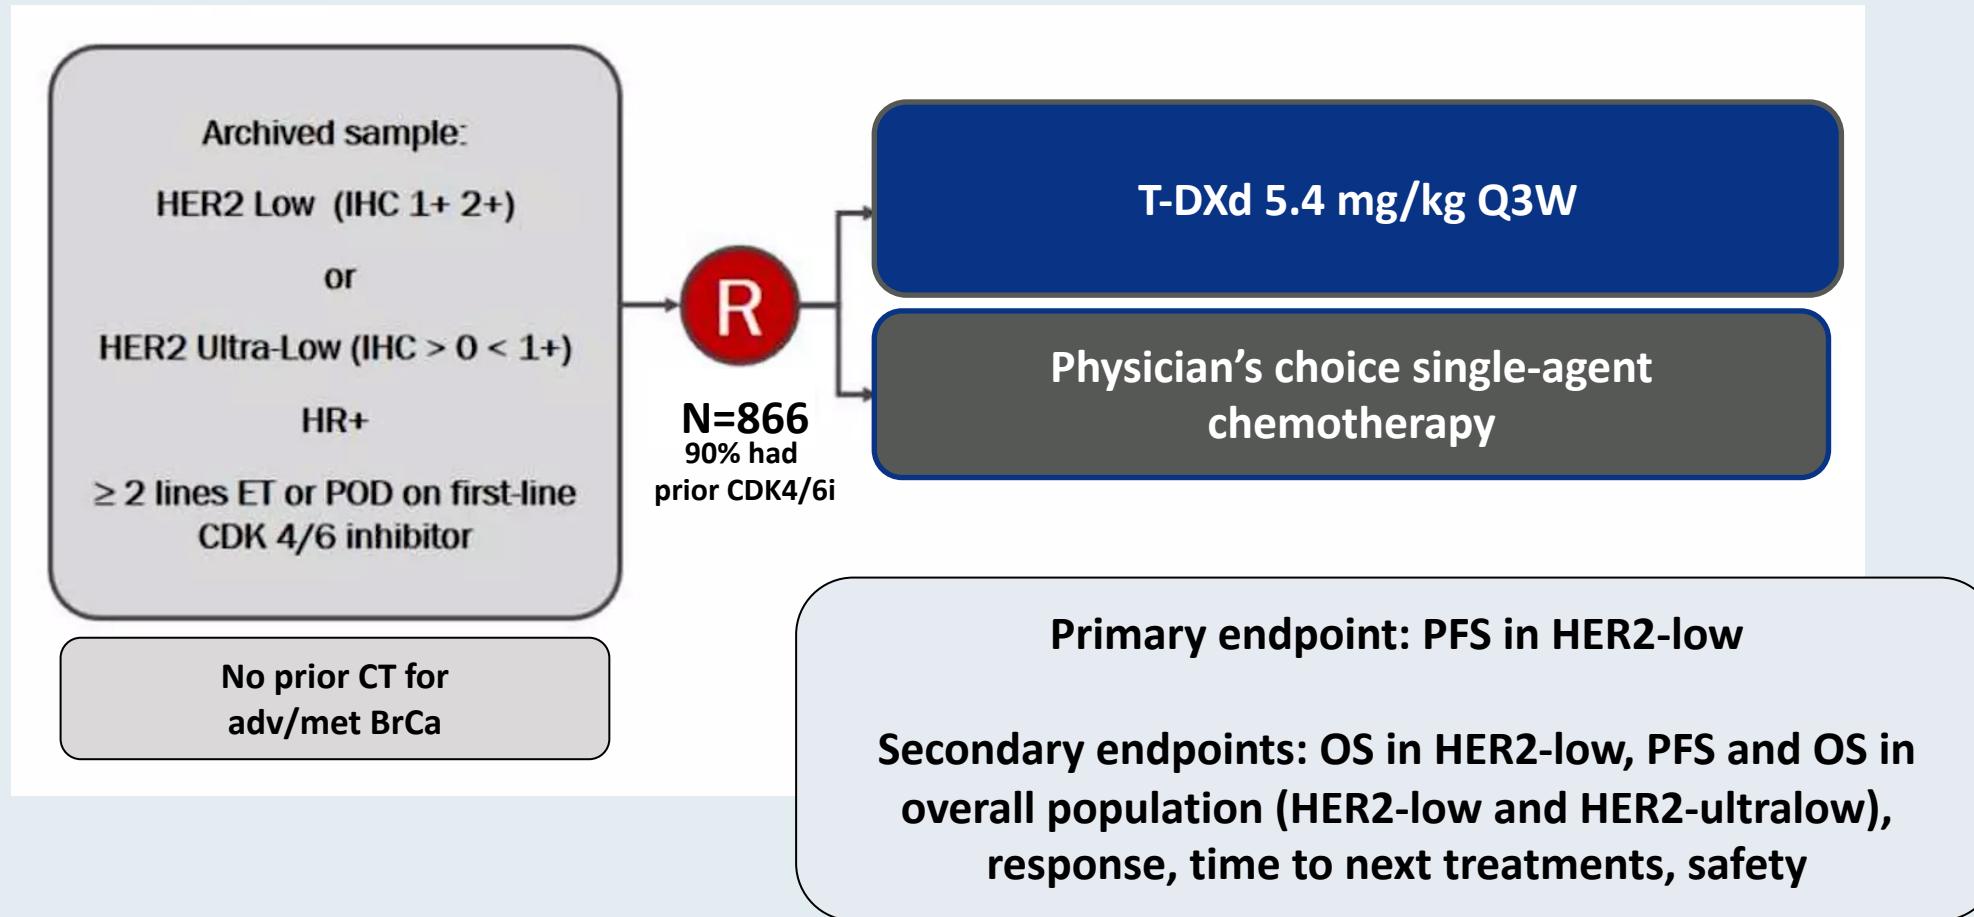 Archived sample:
HER2 Low (IHC 1+ 2+)
or
HER2 Ultra-Low (IHC > 0 < 1+)
HR+
≥ 2 lines ET or POD on first-line
CDK 4/6 inhibitor
No prior CT for
adv/met BrCa
R
N=866
90% had
prior CDK4/6i
T-DXd 5.4 mg/kg Q3W
Physician’s choice single-agent
chemotherapy
Primary endpoint: PFS in HER2-low
Secondary endpoints: OS in HER2-low, PFS and OS in
overall population (HER2-low and HER2-ultralow),
response, time to next treatments, safety